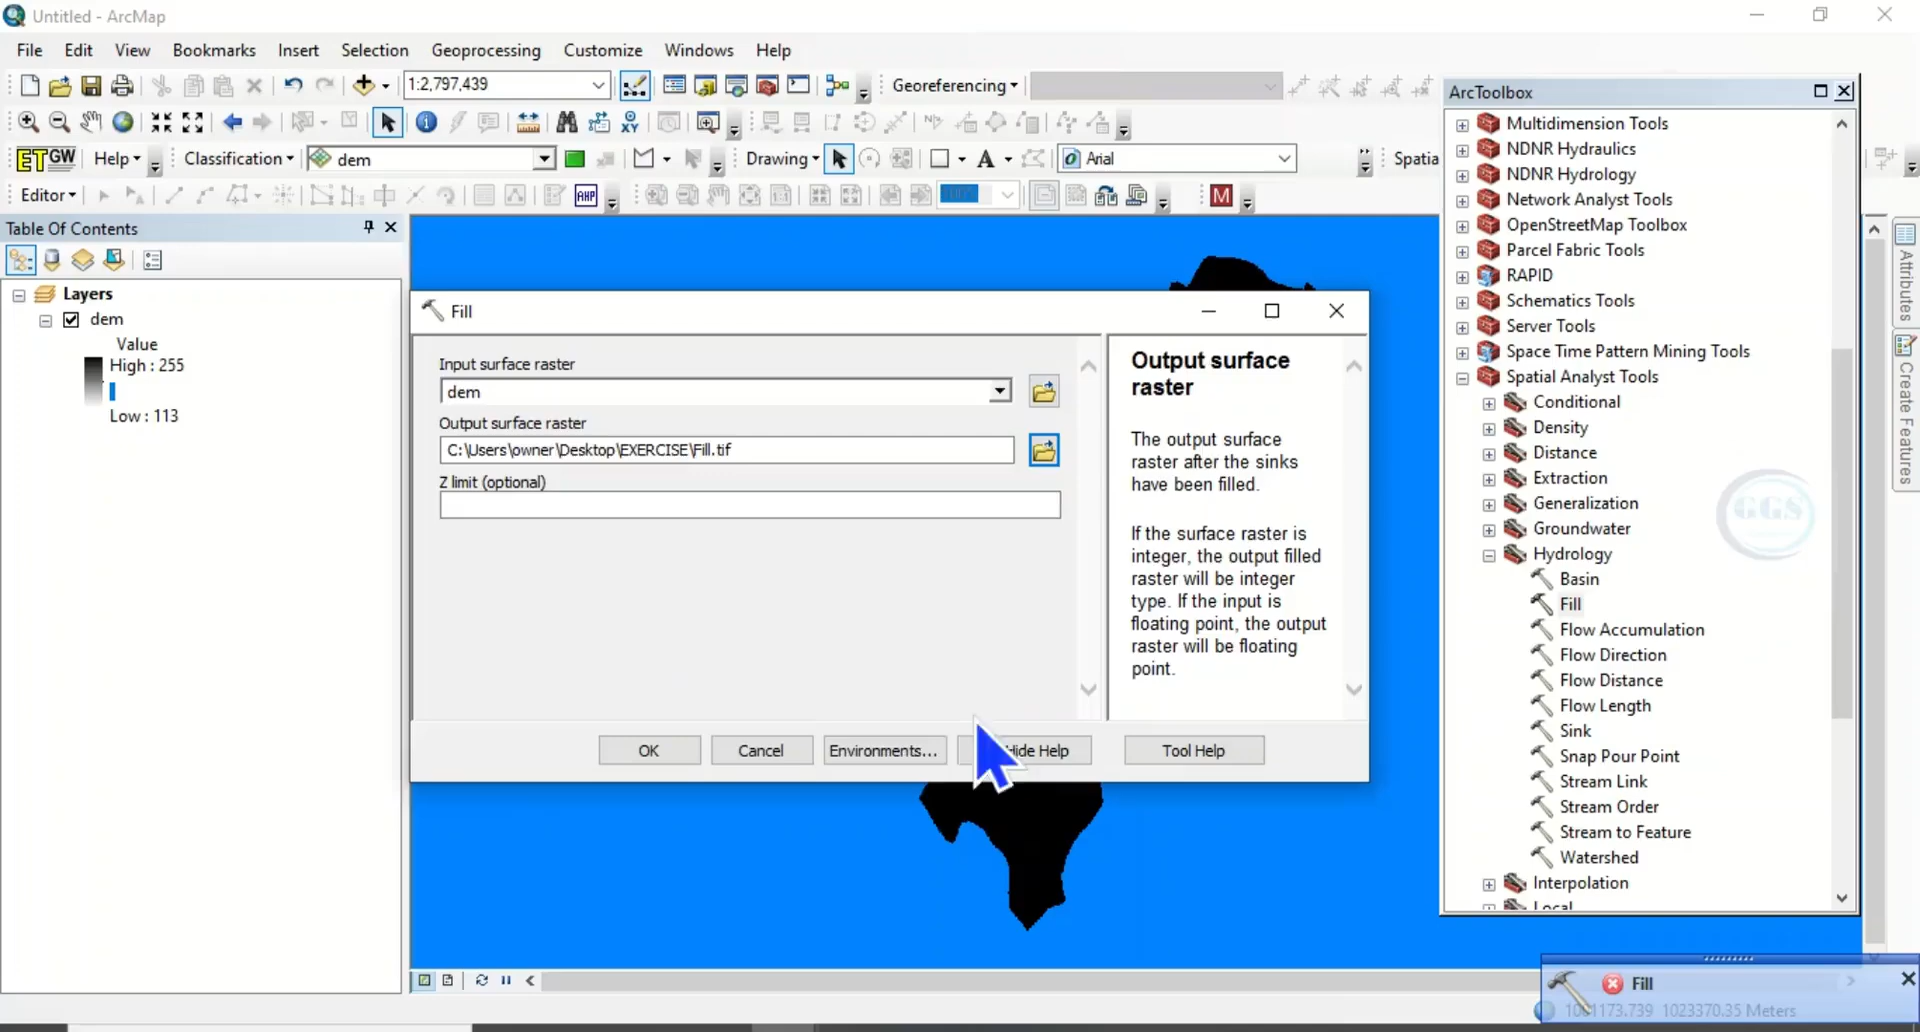 Untitled - ArcMap
File Edit View Bookmarks Insert Selection Geoprocessing Customize Windows Help
1:2,797,439
Georeferencing
ET GW Help Classification dem Drawing A Arial Spatia
Editor AHP M
Table Of Contents
Layers
dem
Value
High : 255
Low : 113
Fill
Input surface raster
dem
Output surface raster
C:\Users\owner\Desktop\EXERCISE\Fill.tif
Z limit (optional)
OK Cancel Environments... Hide Help Tool Help
Output surface
raster
The output surface
raster after the sinks
have been filled.
If the surface raster is
integer, the output filled
raster will be integer
type. If the input is
floating point, the output
raster will be floating
point.
ArcToolbox
Multidimension Tools
NDNR Hydraulics
NDNR Hydrology
Network Analyst Tools
OpenStreetMap Toolbox
Parcel Fabric Tools
RAPID
Schematics Tools
Server Tools
Space Time Pattern Mining Tools
Spatial Analyst Tools
Conditional
Density
Distance
Extraction
Generalization
Groundwater
Hydrology
Basin
Fill
Flow Accumulation
Flow Direction
Flow Distance
Flow Length
Sink
Snap Pour Point
Stream Link
Stream Order
Stream to Feature
Watershed
Interpolation
Local
GGS
Attributes
Create Features
Fill
1023370.35 Meters